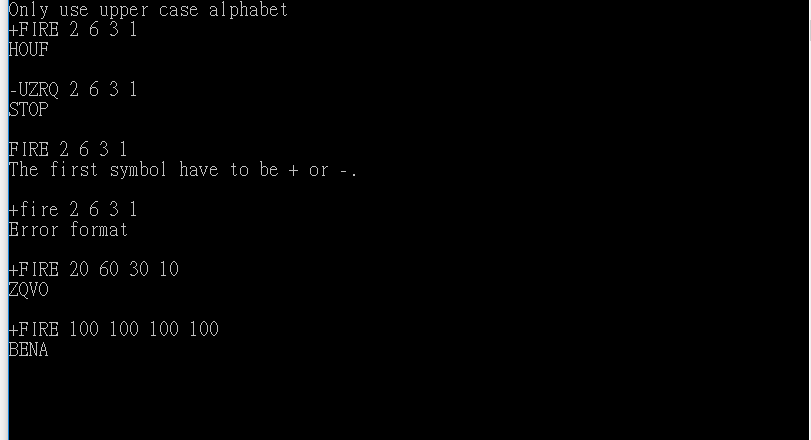 Only use upper case alphabet
+FIRE 2 6 3 1
HOUF
-UZRQ 2 6 3 1
STOP
FIRE 2 6 3 1
The first symbol have to be + or -.
+fire 2 6 3 1
Error format
+FIRE 20 60 30 10
ZQVO
+FIRE 100 100 100 100
BENA